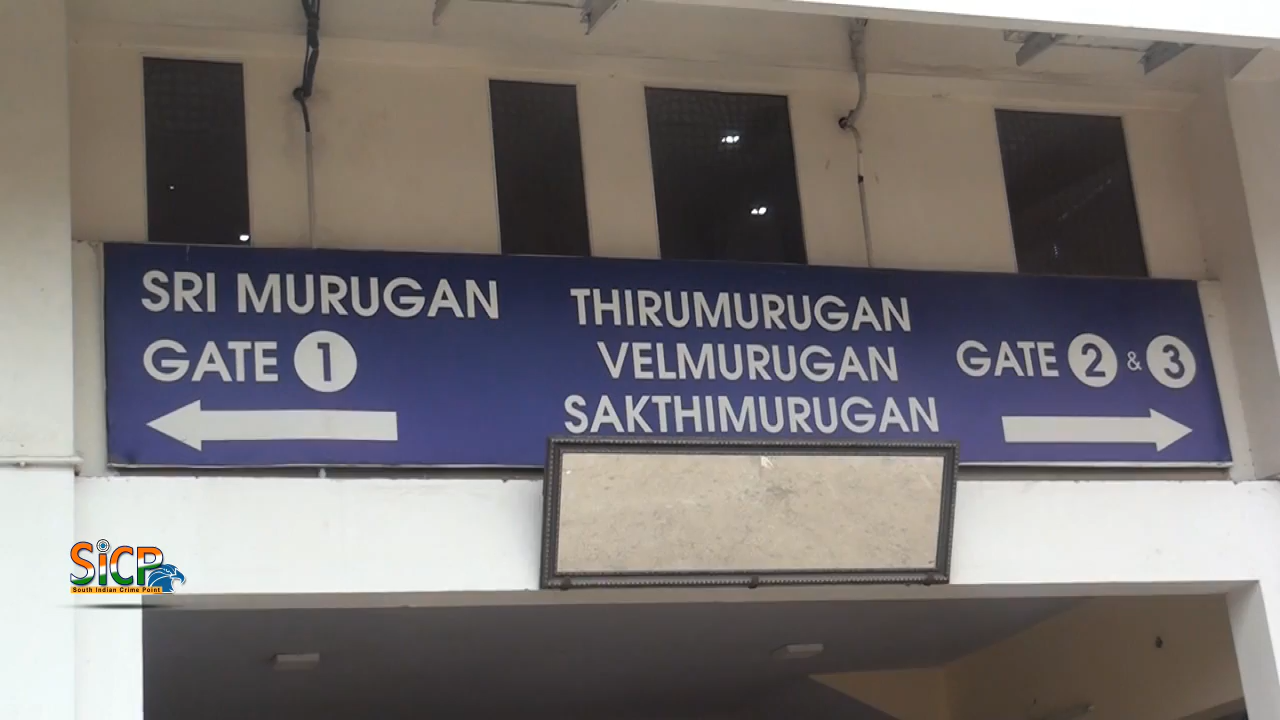 SRI MURUGAN
GATE 1
THIRUMURUGAN
VELMURUGAN
SAKTHIMURUGAN
GATE 2 & 3
SiCP
South Indian Crime Point